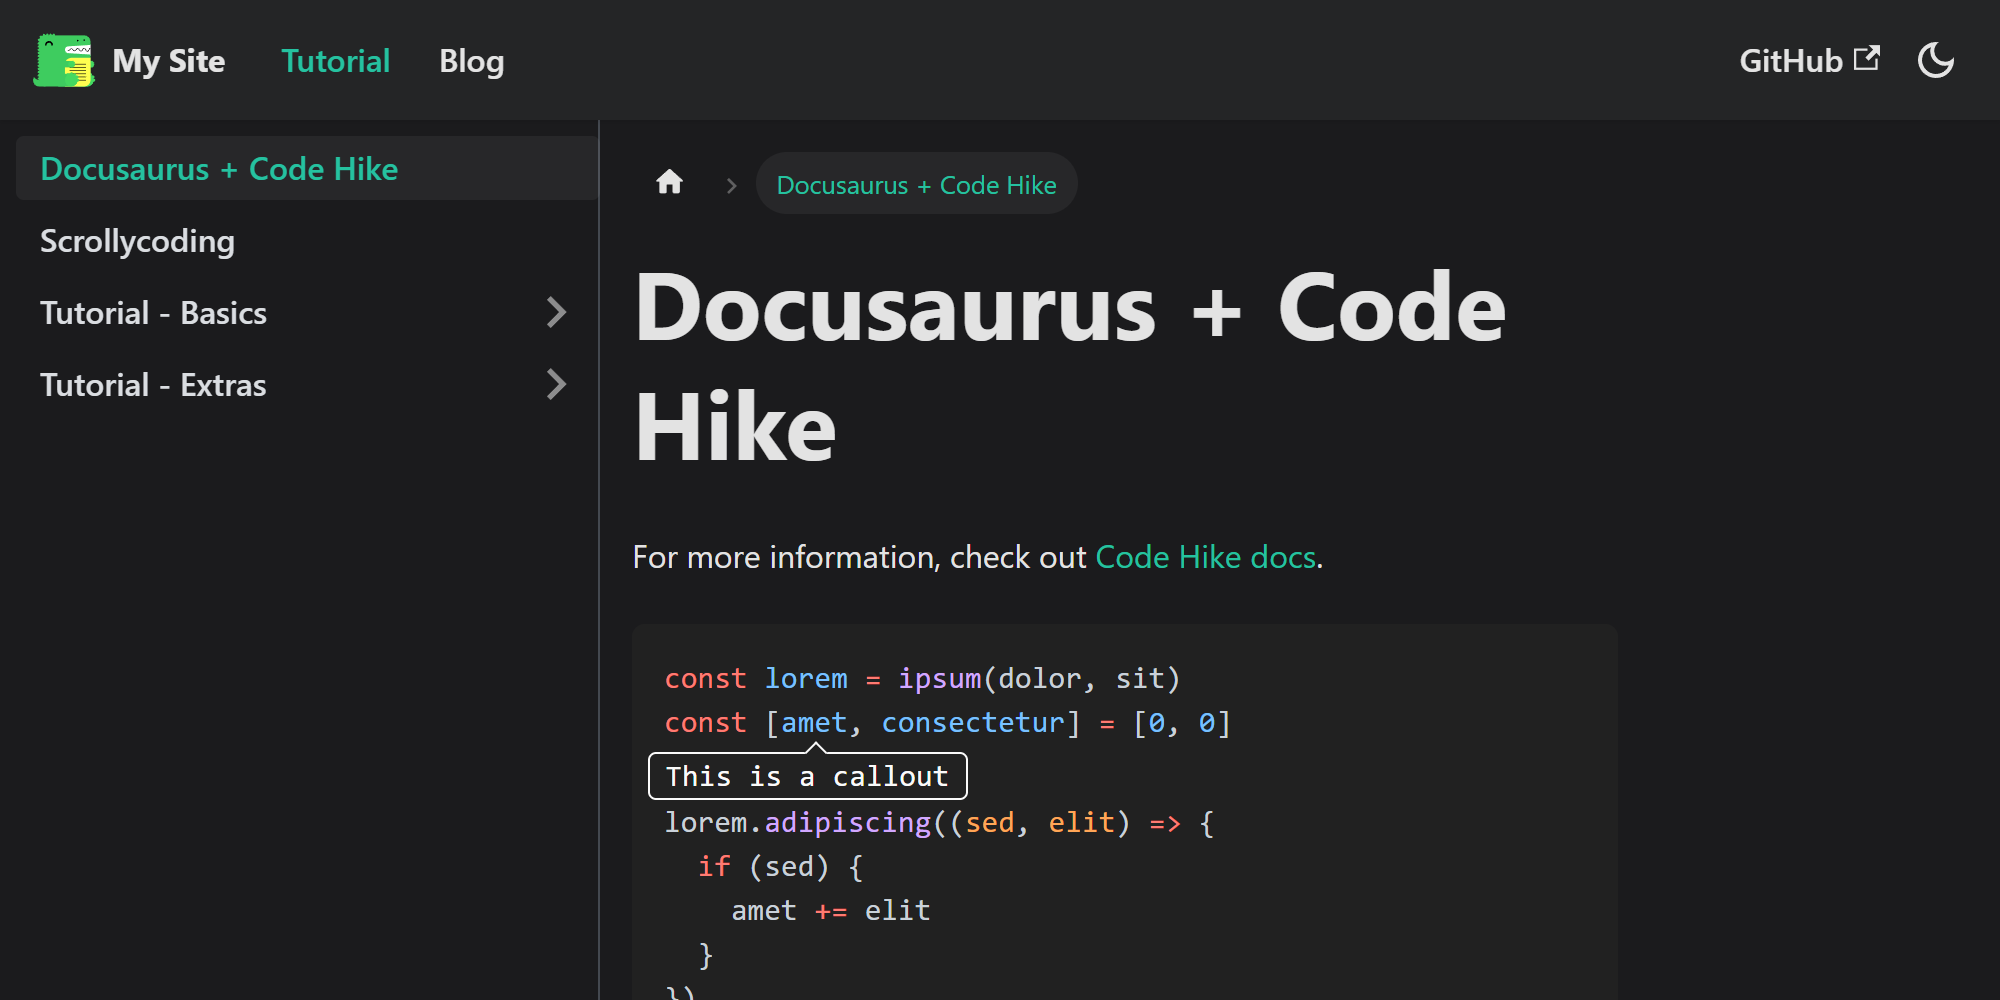 My Site
Tutorial
Blog
GitHub
Docusaurus + Code Hike
Scrollycoding
Tutorial - Basics
Tutorial - Extras
Docusaurus + Code Hike
Docusaurus + Code
Hike
For more information, check out Code Hike docs.
const lorem = ipsum(dolor, sit)
const [amet, consectetur] = [0, 0]
This is a callout
lorem.adipiscing((sed, elit) => {
  if (sed) {
    amet += elit
  }
})